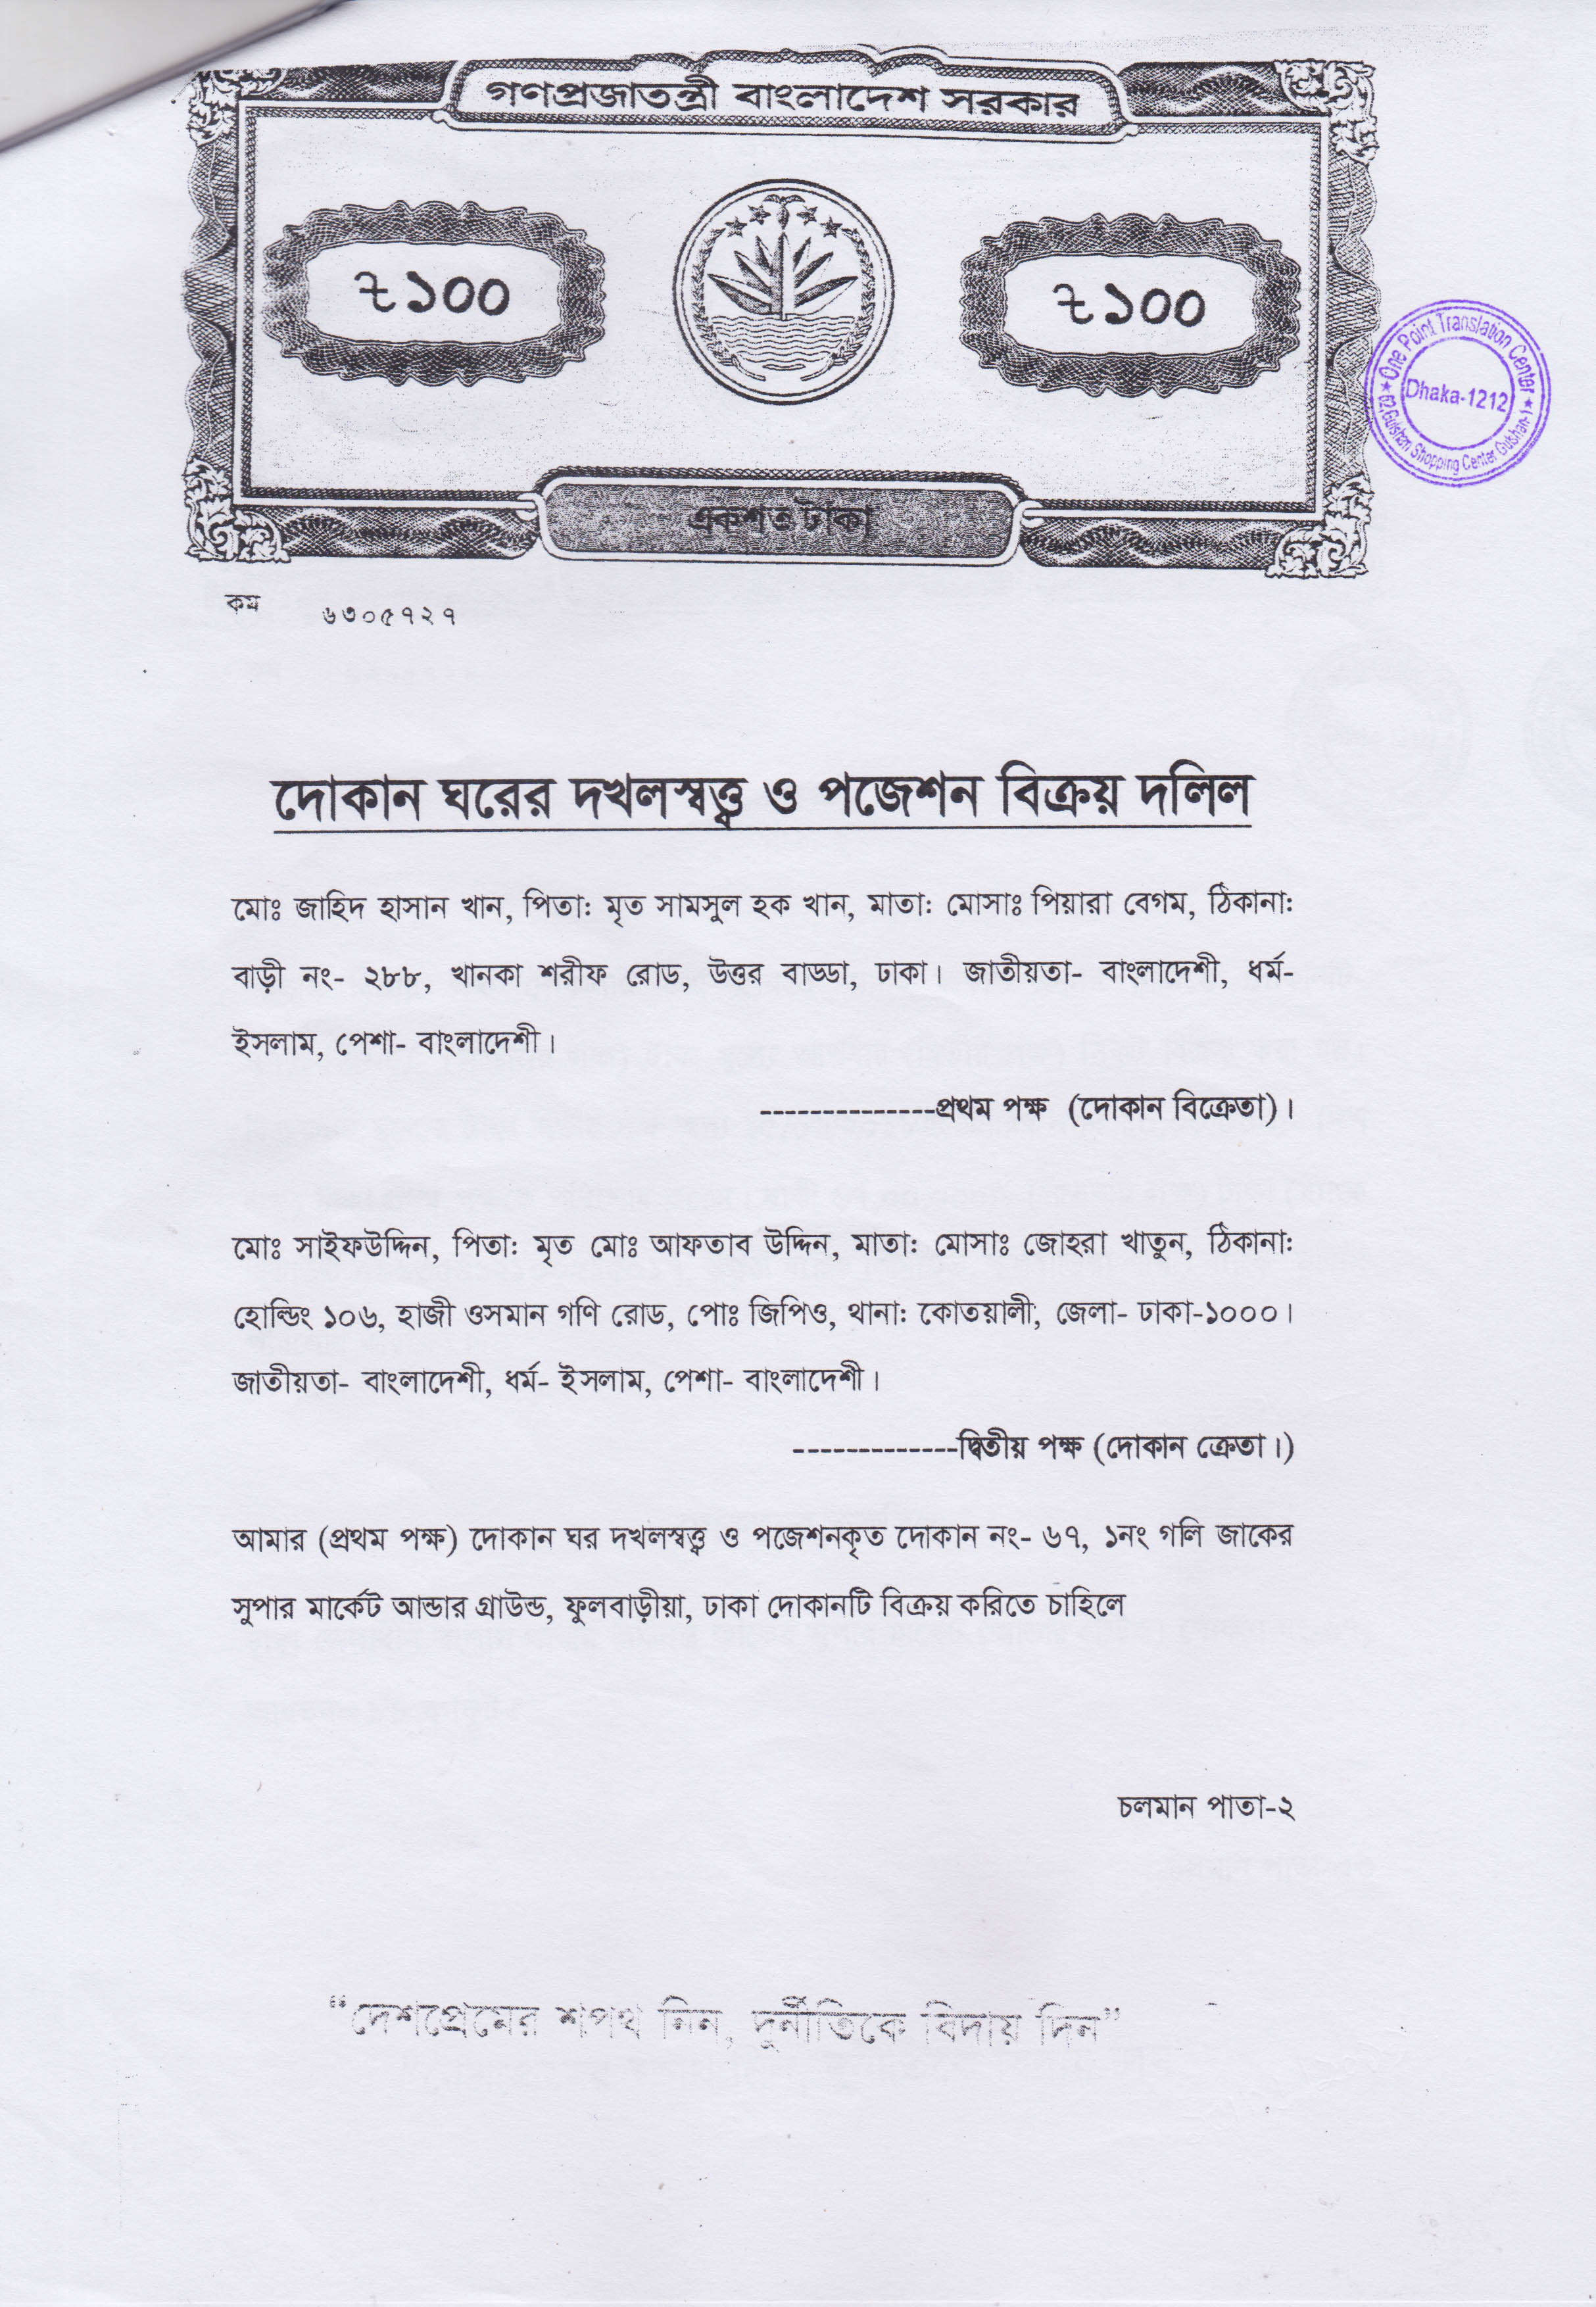 গণপ্রজাতন্ত্রী বাংলাদেশ সরকার
৳১০০
৳১০০
One Point Translation Center
Dhaka-1212
62, Gulshan Shopping Center Gulshan-1
একশত টাকা
কম ৬৩০৫৭২৭
দোকান ঘরের দখলস্বত্ত্ব ও পজেশন বিক্রয় দলিল
মোঃ জাহিদ হাসান খান, পিতা: মৃত সামসুল হক খান, মাতা: মোসাঃ পিয়ারা বেগম, ঠিকানা:
বাড়ী নং- ২৮৮, খানকা শরীফ রোড, উত্তর বাড্ডা, ঢাকা। জাতীয়তা- বাংলাদেশী, ধর্ম-
ইসলাম, পেশা- বাংলাদেশী।
--------------প্রথম পক্ষ (দোকান বিক্রেতা)।
মোঃ সাইফউদ্দিন, পিতা: মৃত মোঃ আফতাব উদ্দিন, মাতা: মোসাঃ জোহরা খাতুন, ঠিকানা:
হোল্ডিং ১০৬, হাজী ওসমান গণি রোড, পোঃ জিপিও, থানা: কোতয়ালী, জেলা- ঢাকা-১০০০।
জাতীয়তা- বাংলাদেশী, ধর্ম- ইসলাম, পেশা- বাংলাদেশী।
-------------দ্বিতীয় পক্ষ (দোকান ক্রেতা।)
আমার (প্রথম পক্ষ) দোকান ঘর দখলস্বত্ত্ব ও পজেশনকৃত দোকান নং- ৬৭, ১নং গলি জাকের
সুপার মার্কেট আন্ডার গ্রাউন্ড, ফুলবাড়ীয়া, ঢাকা দোকানটি বিক্রয় করিতে চাহিলে
চলমান পাতা-২
“দেশপ্রেমের শপথ নিন, দুর্নীতিকে বিদায় দিন”